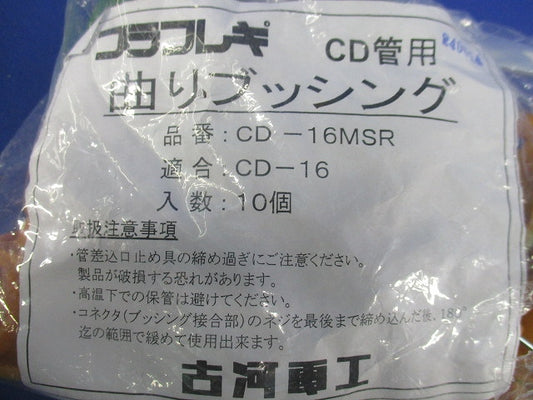 プラフレキ CD管用
曲りブッシング
品番:CD-16MSR
適合:CD-16
入数:10個
取扱注意事項
・管差込口止め具の締め過ぎにご注意ください。
製品が破損する恐れがあります。
・高温下での保管は避けてください。
・コネクタ(ブッシング接合部)のネジを最後まで締め込んだ後、180°
迄の範囲で緩めて使用出来ます。
古河電工